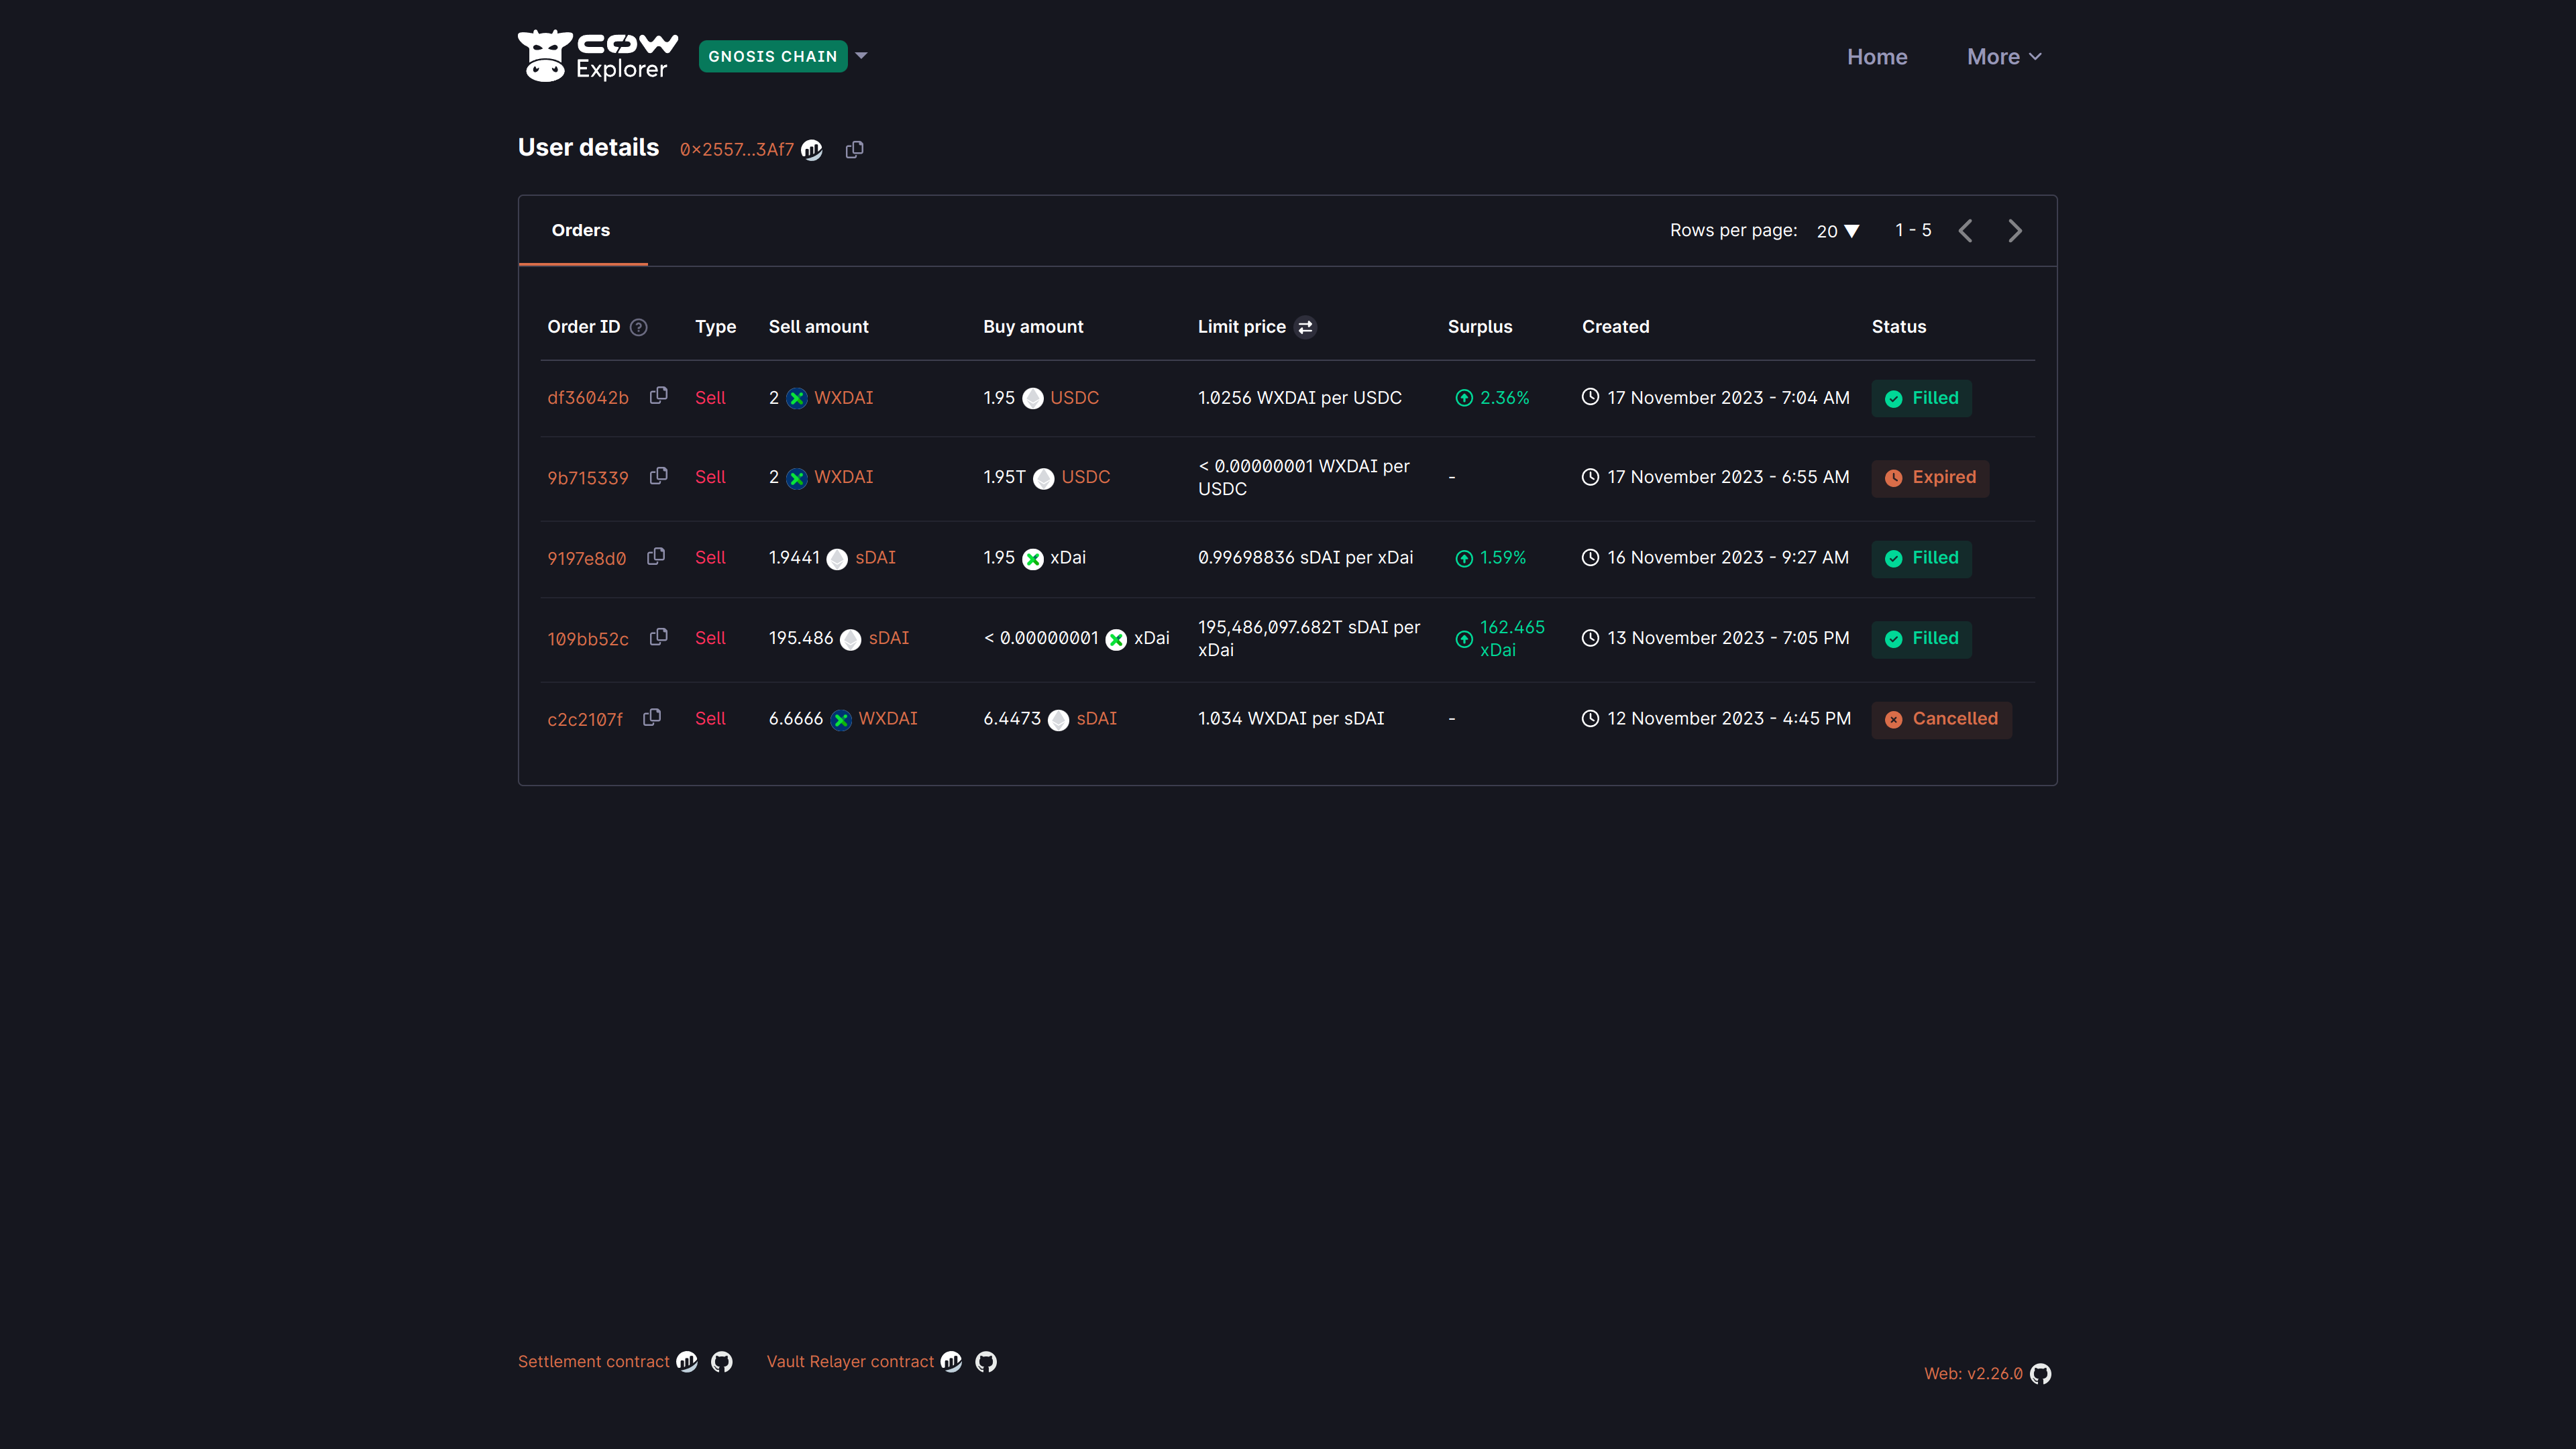 cow
Explorer
GNOSIS CHAIN
Home More
User details 0x2557...3Af7
Orders
Rows per page: 20 ▼ 1 - 5
Order ID Type Sell amount Buy amount Limit price Surplus Created Status
df36042b Sell 2 WXDAI 1.95 USDC 1.0256 WXDAI per USDC 2.36% 17 November 2023 - 7:04 AM Filled
9b715339 Sell 2 WXDAI 1.95T USDC < 0.00000001 WXDAI per
USDC - 17 November 2023 - 6:55 AM Expired
9197e8d0 Sell 1.9441 sDAI 1.95 xDai 0.99698836 sDAI per xDai 1.59% 16 November 2023 - 9:27 AM Filled
109bb52c Sell 195.486 sDAI < 0.00000001 xDai 195,486,097.682T sDAI per
xDai 162.465
xDai 13 November 2023 - 7:05 PM Filled
c2c2107f Sell 6.6666 WXDAI 6.4473 sDAI 1.034 WXDAI per sDAI - 12 November 2023 - 4:45 PM Cancelled
Settlement contract Vault Relayer contract
Web: v2.26.0